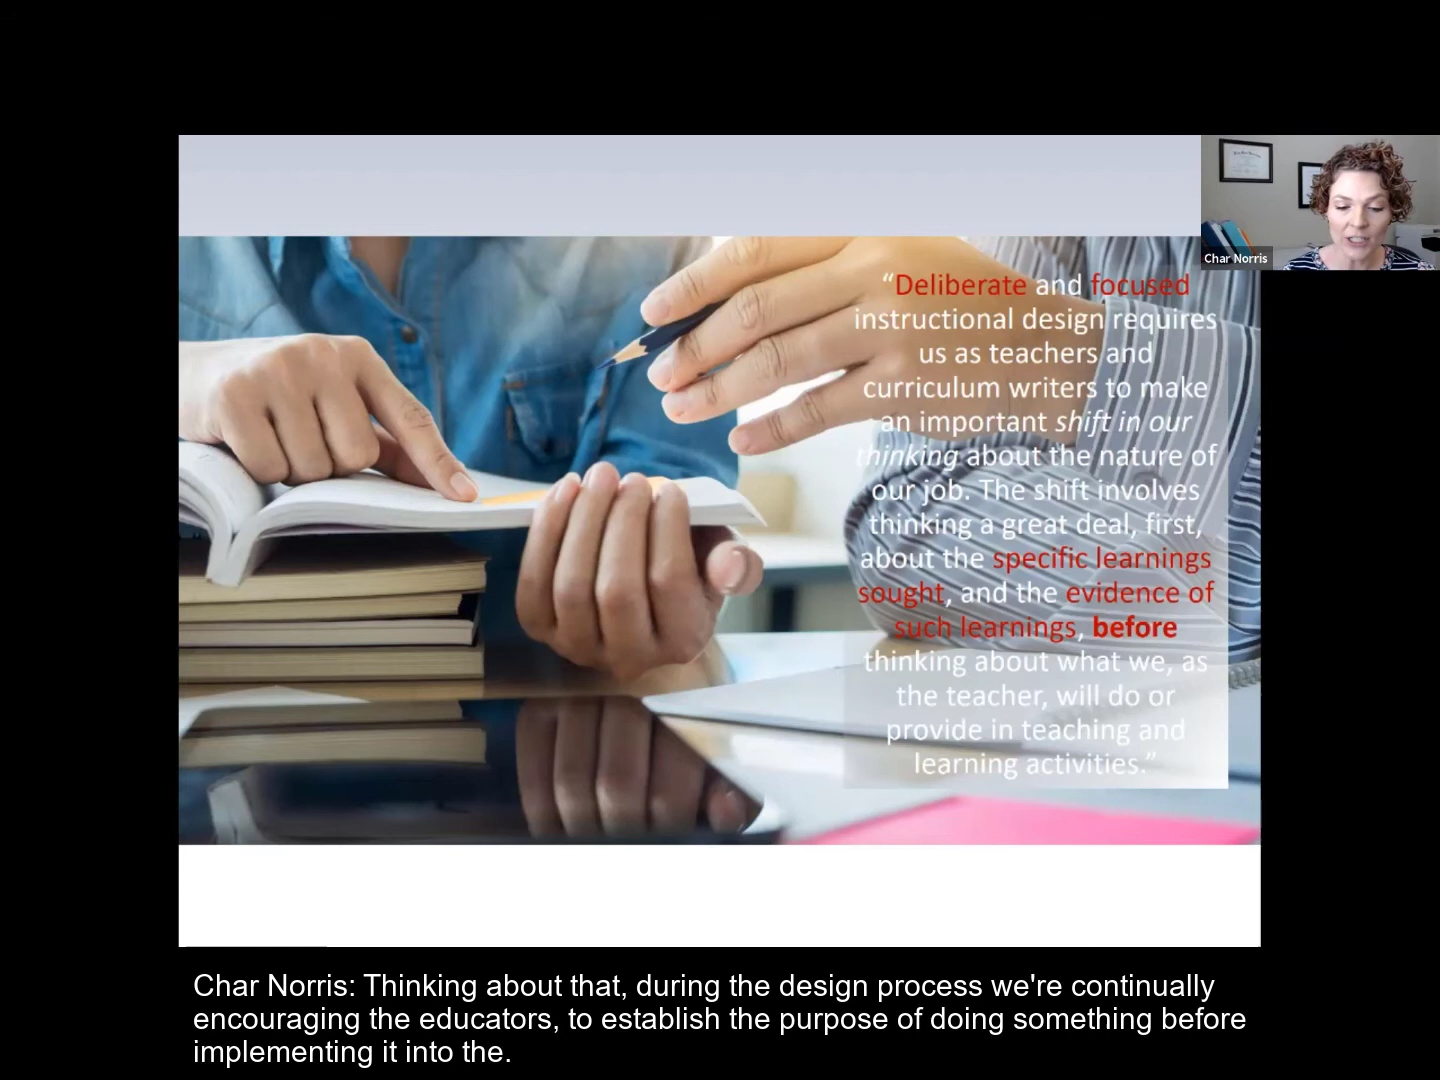 Char Norris
“Deliberate and focused
instructional design requires
us as teachers and
curriculum writers to make
an important shift in our
thinking about the nature of
our job. The shift involves
thinking a great deal, first,
about the specific learnings
sought, and the evidence of
such learnings, before
thinking about what we, as
the teacher, will do or
provide in teaching and
learning activities.”
Char Norris: Thinking about that, during the design process we're continually
encouraging the educators, to establish the purpose of doing something before
implementing it into the.